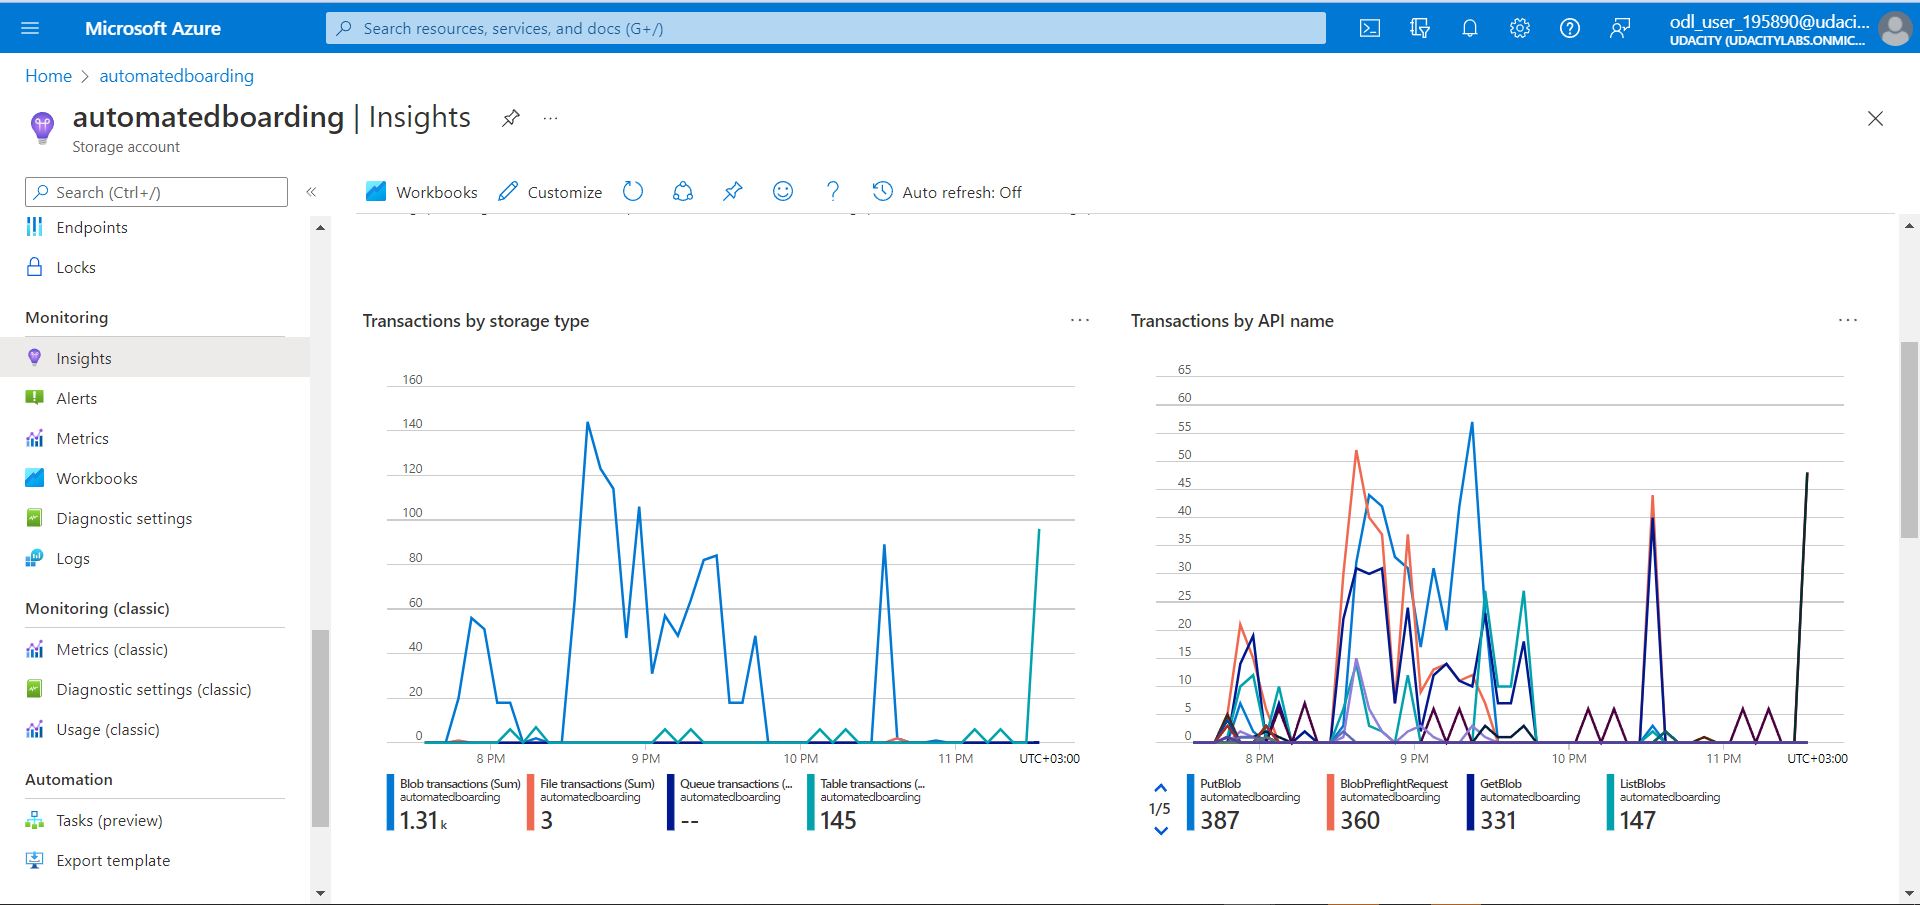 Microsoft Azure
Search resources, services, and docs (G+/)
odl_user_195890@udaci...
UDACITY (UDACITYLABS.ONMIC...
Home > automatedboarding
automatedboarding | Insights
Storage account
Search (Ctrl+/)
Workbooks
Customize
Auto refresh: Off
Endpoints
Locks
Monitoring
Insights
Alerts
Metrics
Workbooks
Diagnostic settings
Logs
Monitoring (classic)
Metrics (classic)
Diagnostic settings (classic)
Usage (classic)
Automation
Tasks (preview)
Export template
Transactions by storage type
160
140
120
100
80
60
40
20
0
8 PM 9 PM 10 PM 11 PM UTC+03:00
Blob transactions (Sum)
automatedboarding
1.31k
File transactions (Sum)
automatedboarding
3
Queue transactions (...
automatedboarding
--
Table transactions (...
automatedboarding
145
Transactions by API name
65
60
55
50
45
40
35
30
25
20
15
10
5
0
8 PM 9 PM 10 PM 11 PM UTC+03:00
1/5
PutBlob
automatedboarding
387
BlobPreflightRequest
automatedboarding
360
GetBlob
automatedboarding
331
ListBlobs
automatedboarding
147